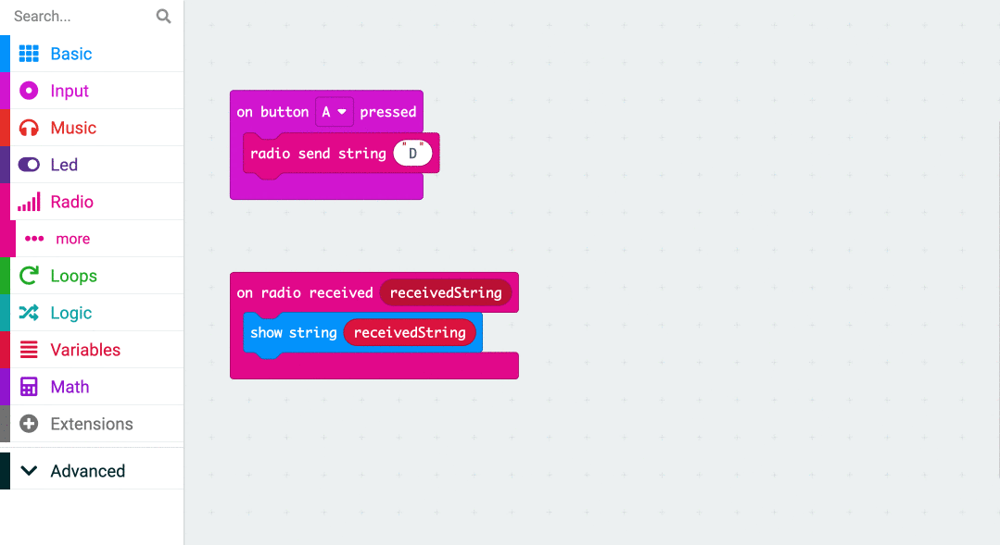 Search...
Basic
Input
Music
Led
Radio
more
Loops
Logic
Variables
Math
Extensions
Advanced
on button A pressed
radio send string "D"
on radio received receivedString
show string receivedString